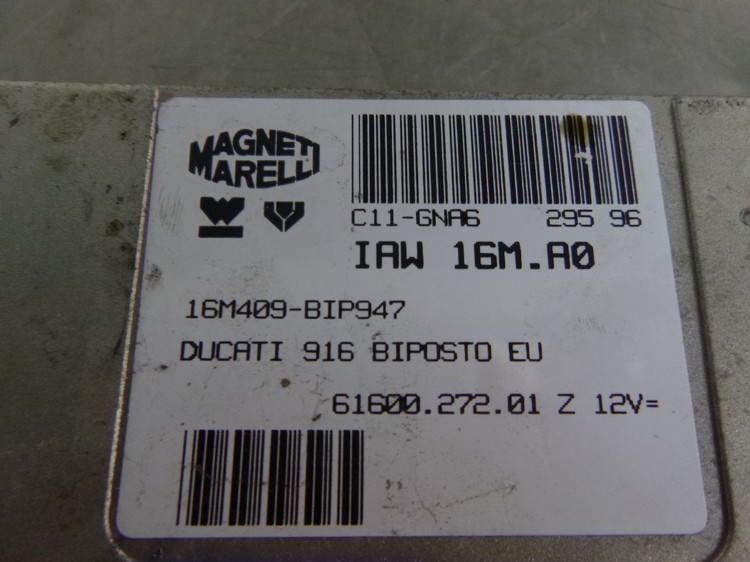 MAGNETI
MARELLI
C11-GNA6 295 96
IAW 16M.A0
16M409-BIP947
DUCATI 916 BIPOSTO EU
61600.272.01 Z 12V=